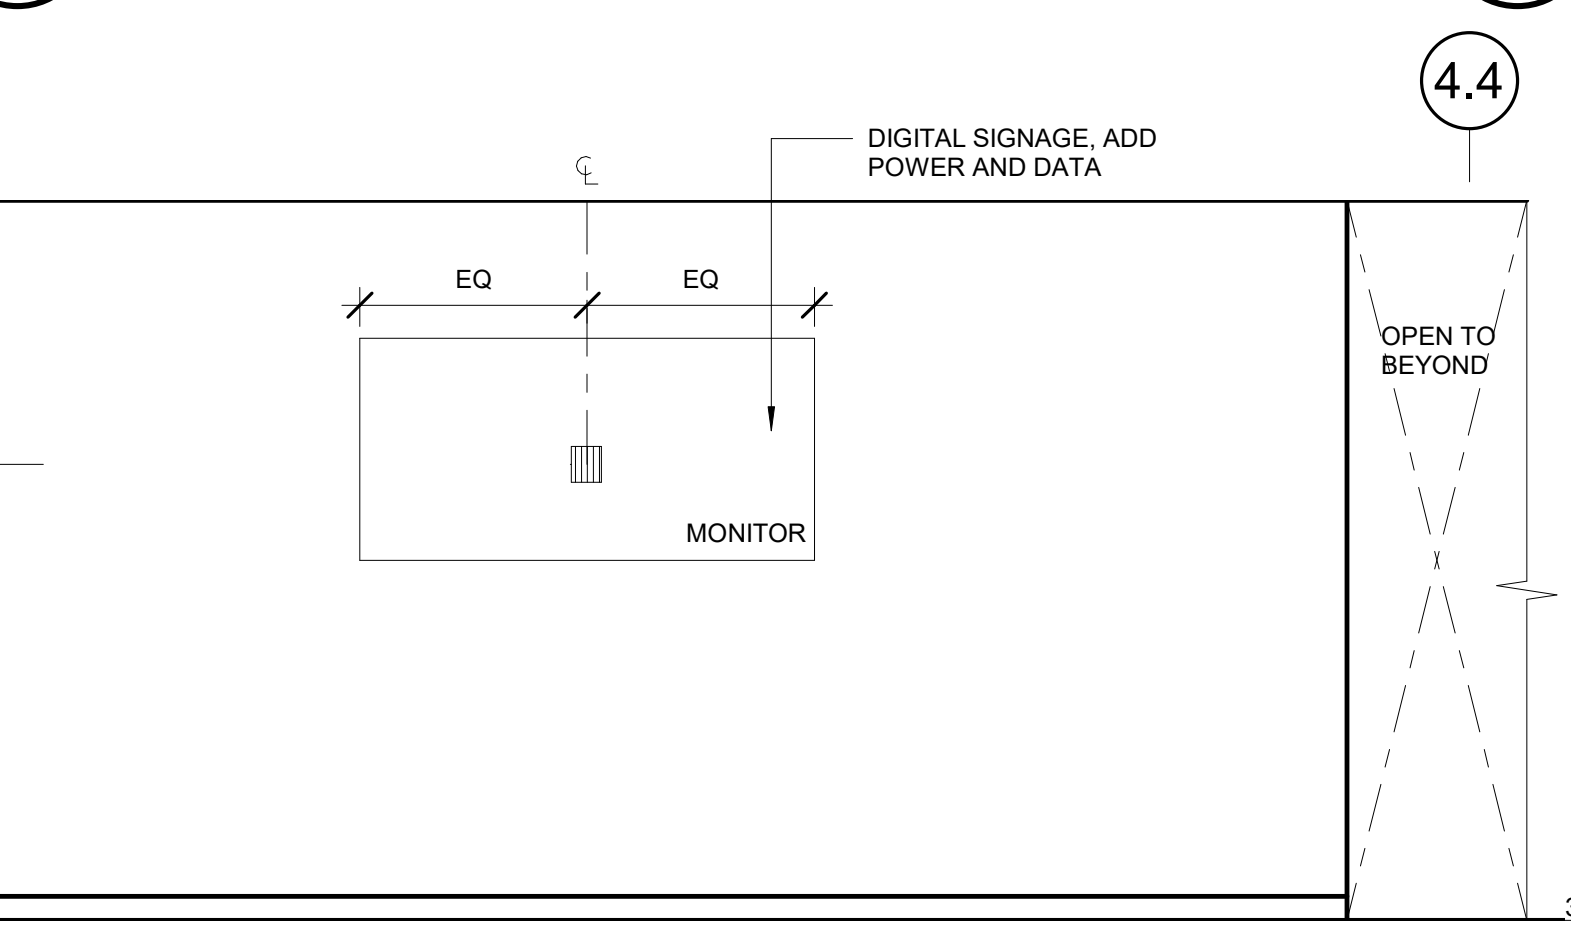 4.4
DIGITAL SIGNAGE, ADD
POWER AND DATA
EQ
EQ
OPEN TO
BEYOND
MONITOR